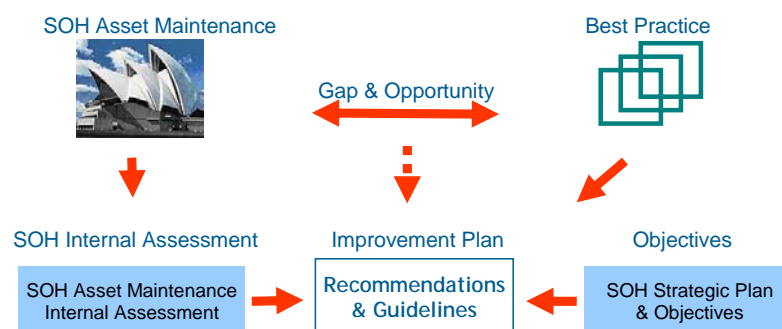 SOH Asset Maintenance
Best Practice
Gap & Opportunity
SOH Internal Assessment
Improvement Plan
Objectives
SOH Asset Maintenance
Internal Assessment
Recommendations
& Guidelines
SOH Strategic Plan
& Objectives